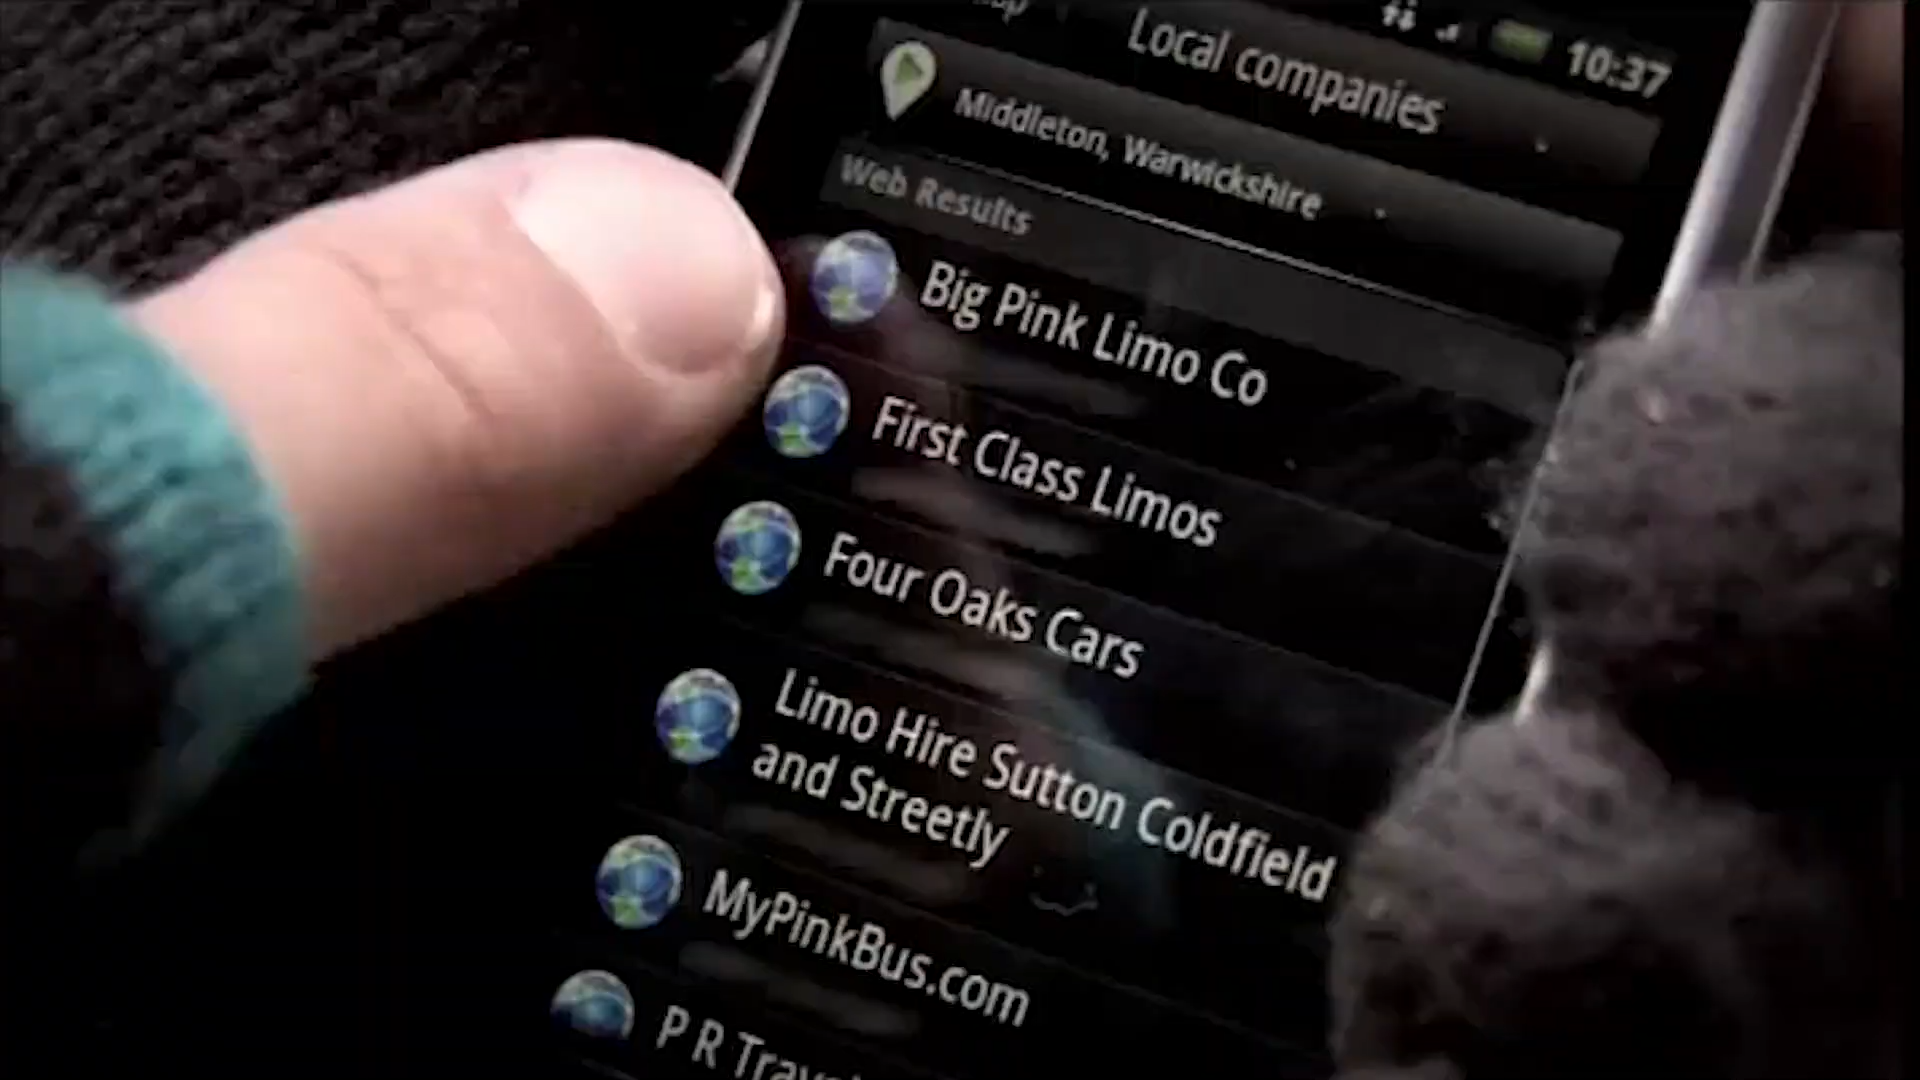 10:37
Local companies
Middleton, Warwickshire
Web Results
Big Pink Limo Co
First Class Limos
Four Oaks Cars
Limo Hire Sutton Coldfield
and Streetly
MyPinkBus.com
P R